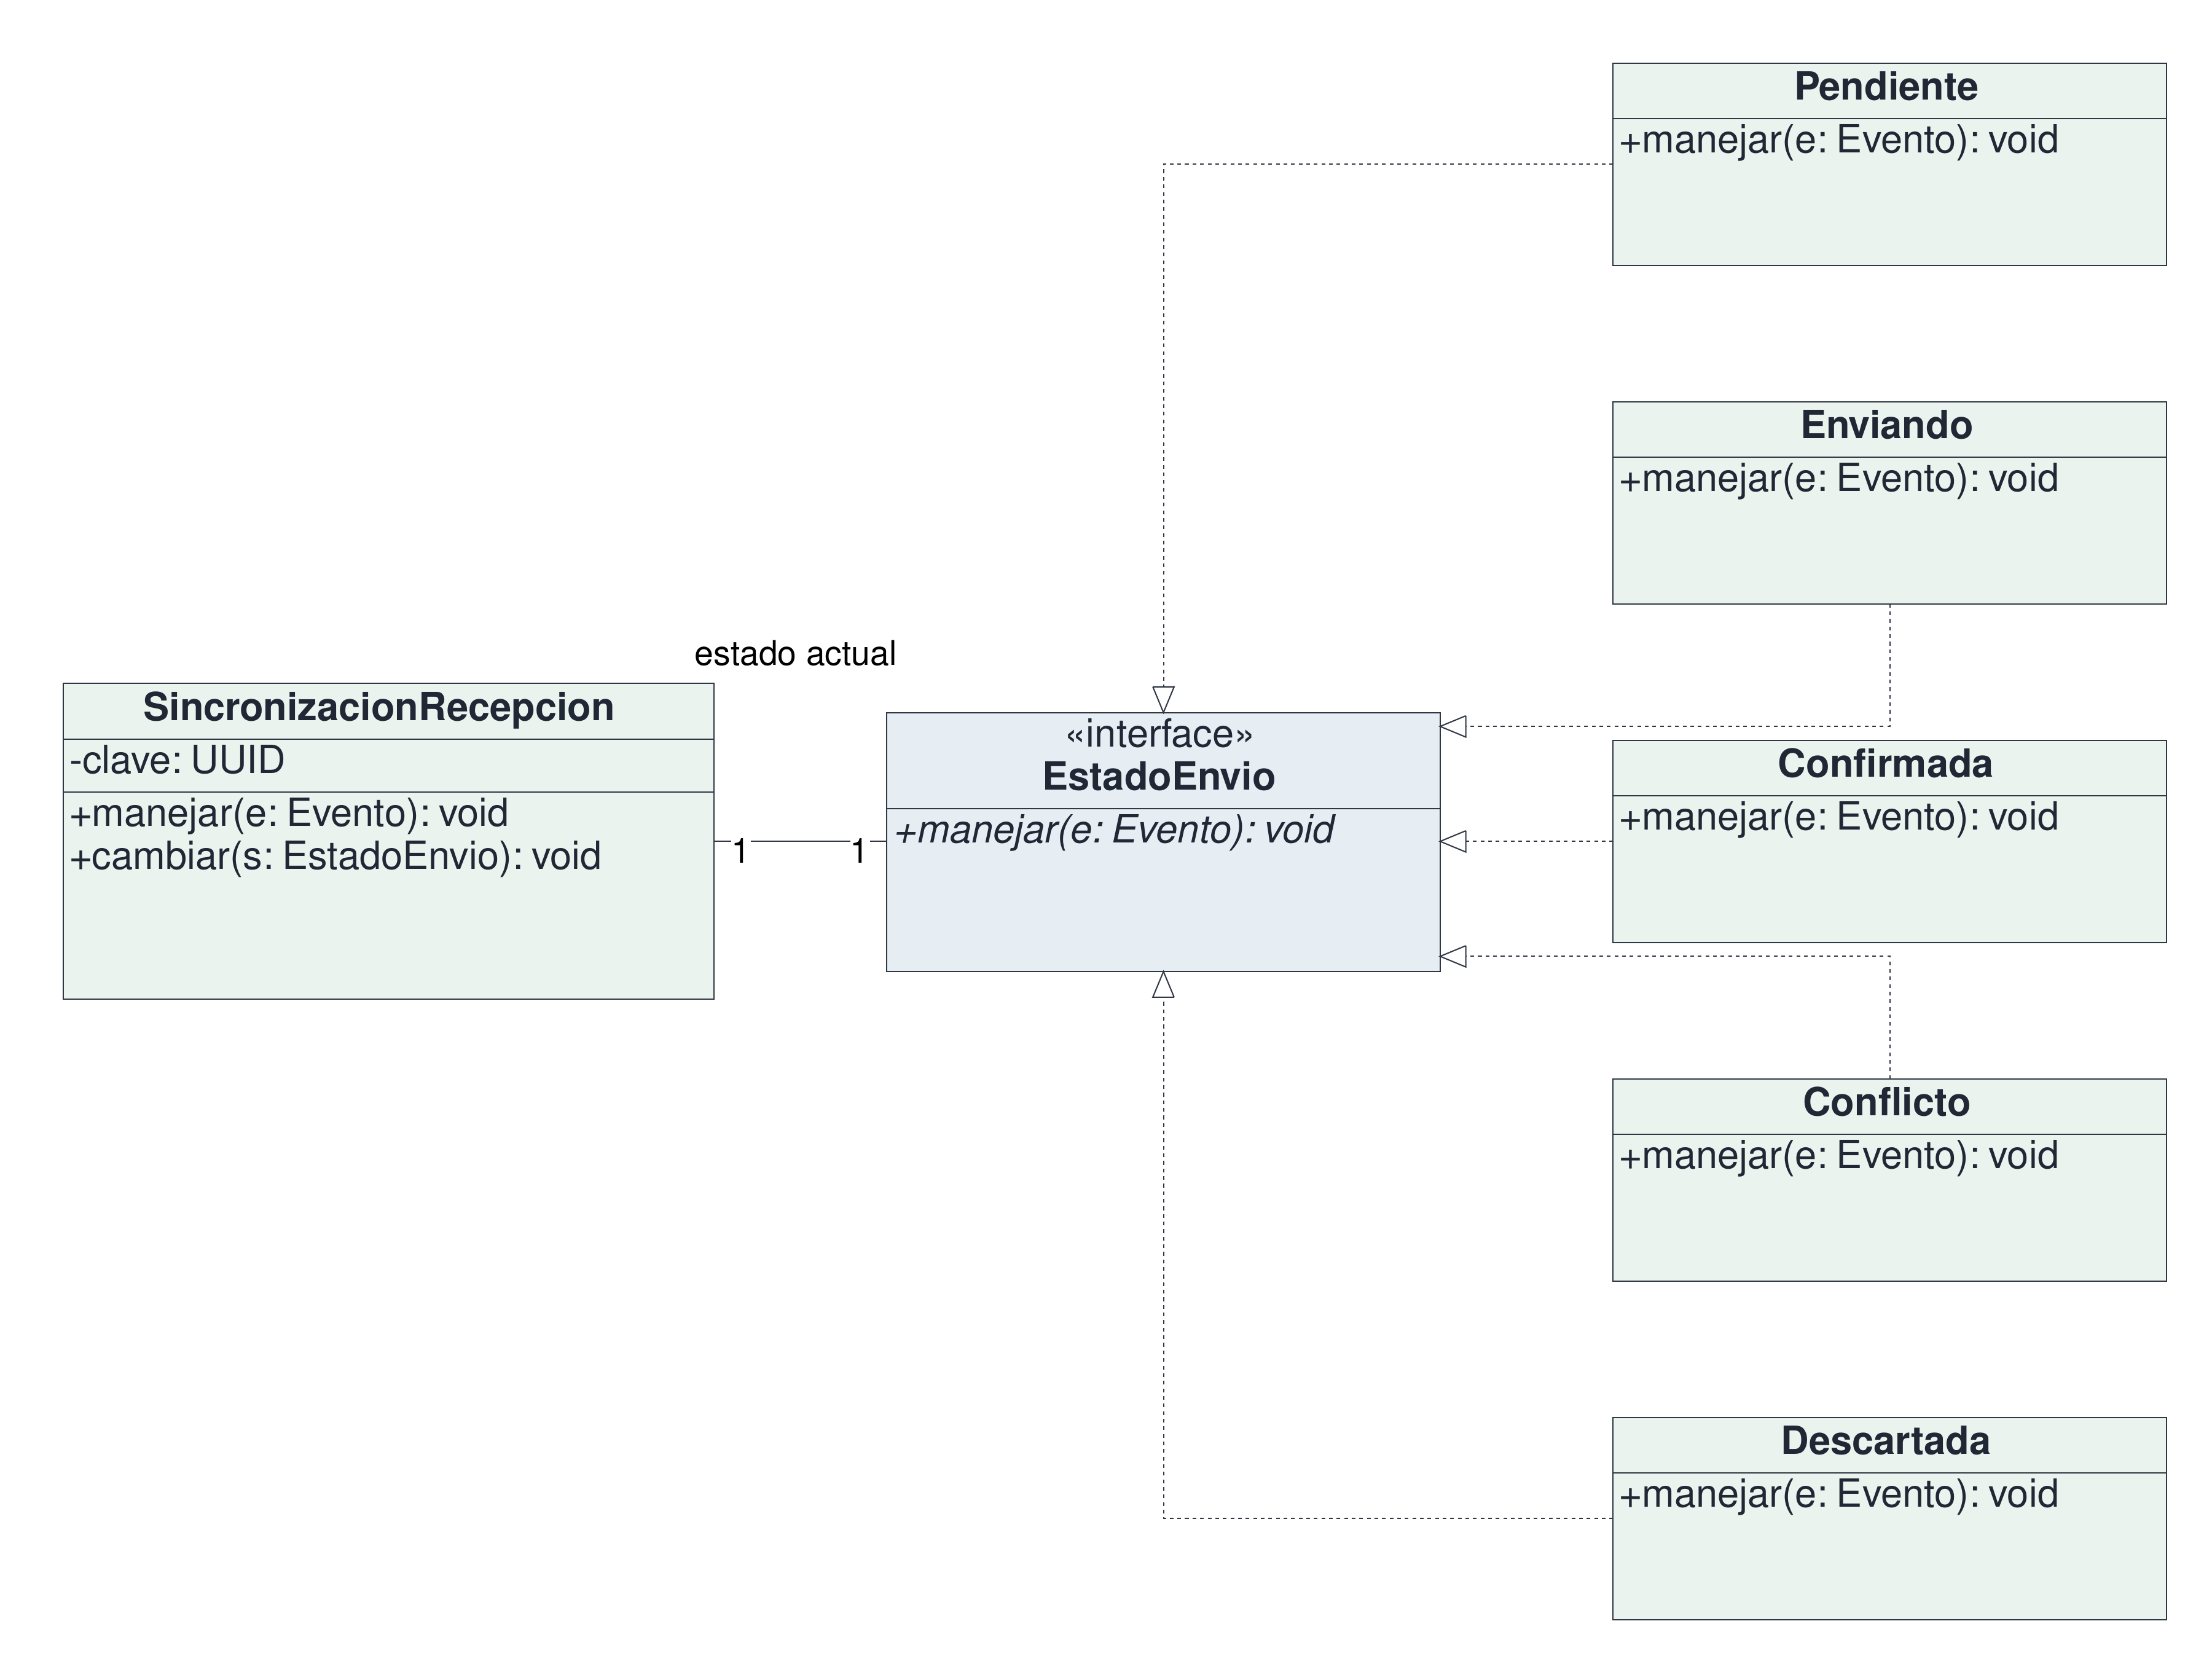 Pendiente
+manejar(e: Evento): void
Enviando
+manejar(e: Evento): void
estado actual
SincronizacionRecepcion
-clave: UUID
+manejar(e: Evento): void
+cambiar(s: EstadoEnvio): void
1
1
«interface»
EstadoEnvio
+manejar(e: Evento): void
Confirmada
+manejar(e: Evento): void
Conflicto
+manejar(e: Evento): void
Descartada
+manejar(e: Evento): void